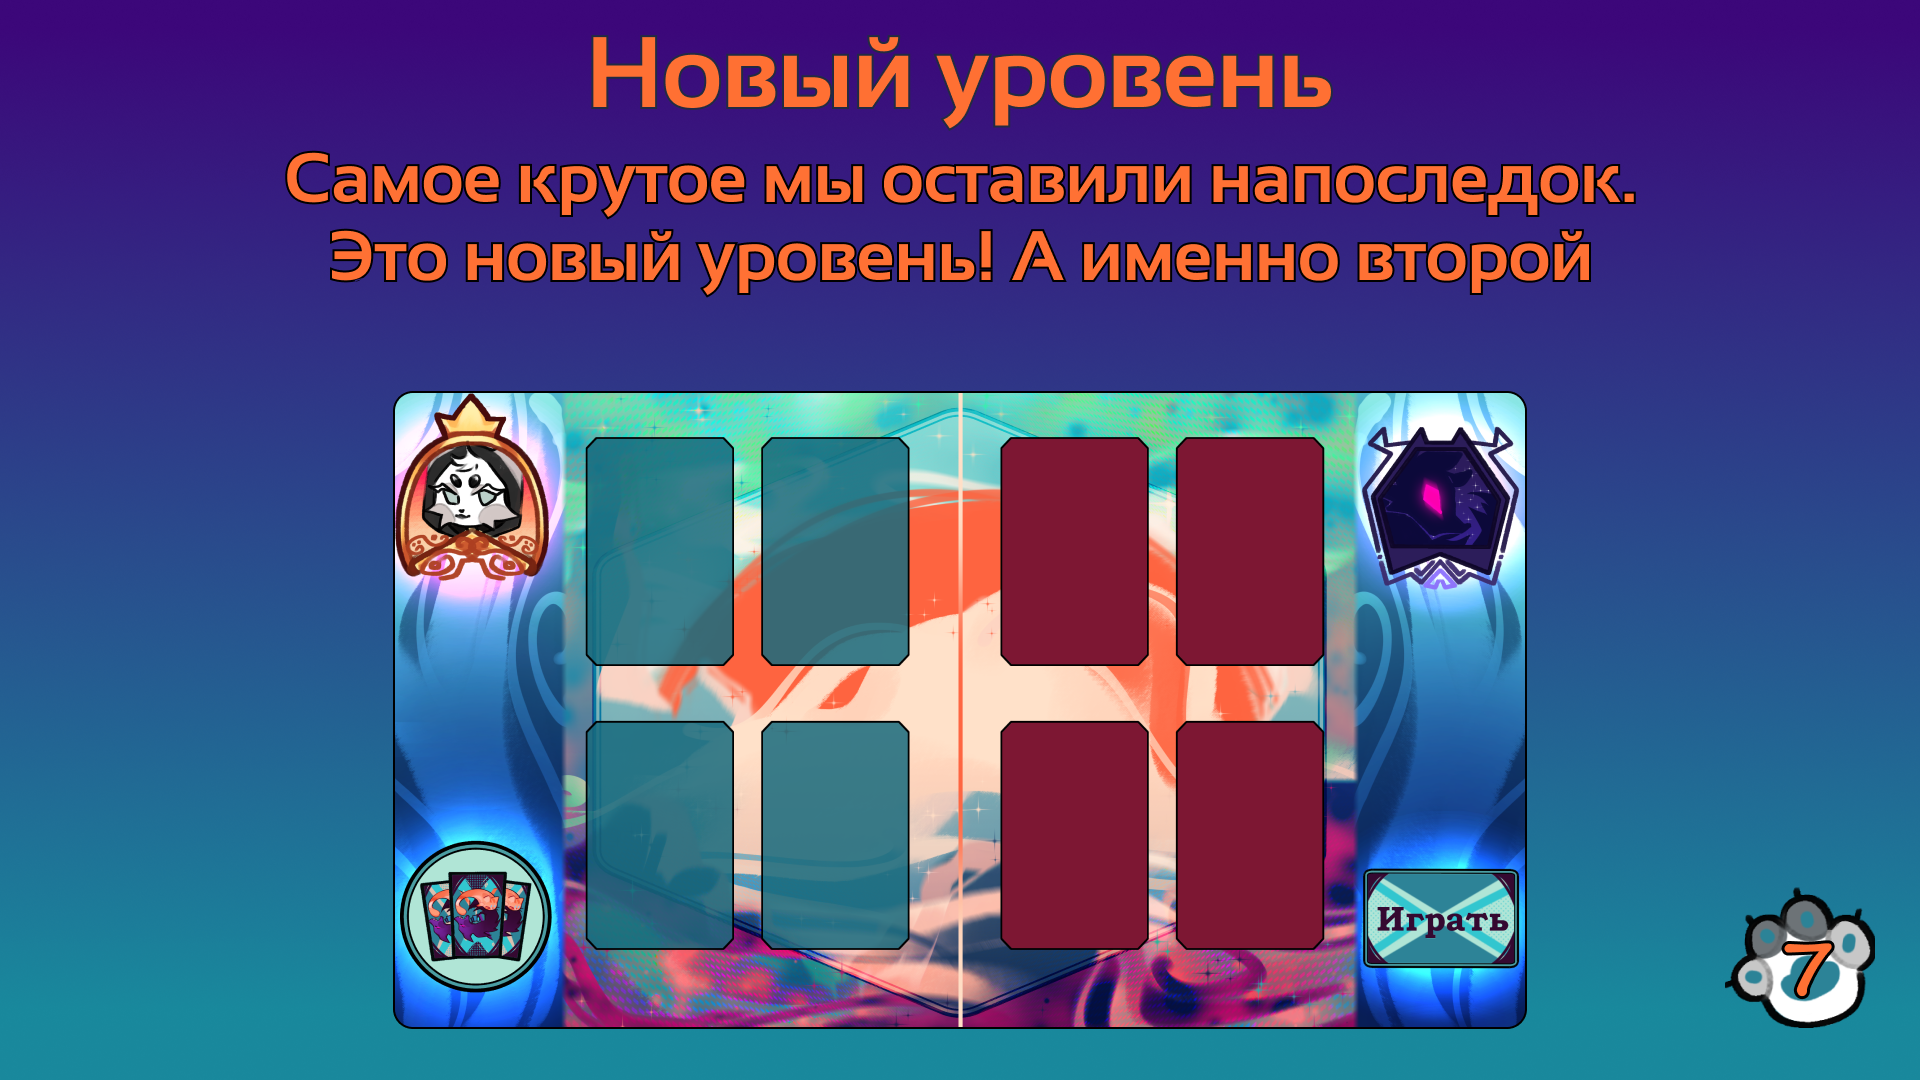 Новый уровень
Самое крутое мы оставили напоследок.
Это новый уровень! А именно второй
Играть
7